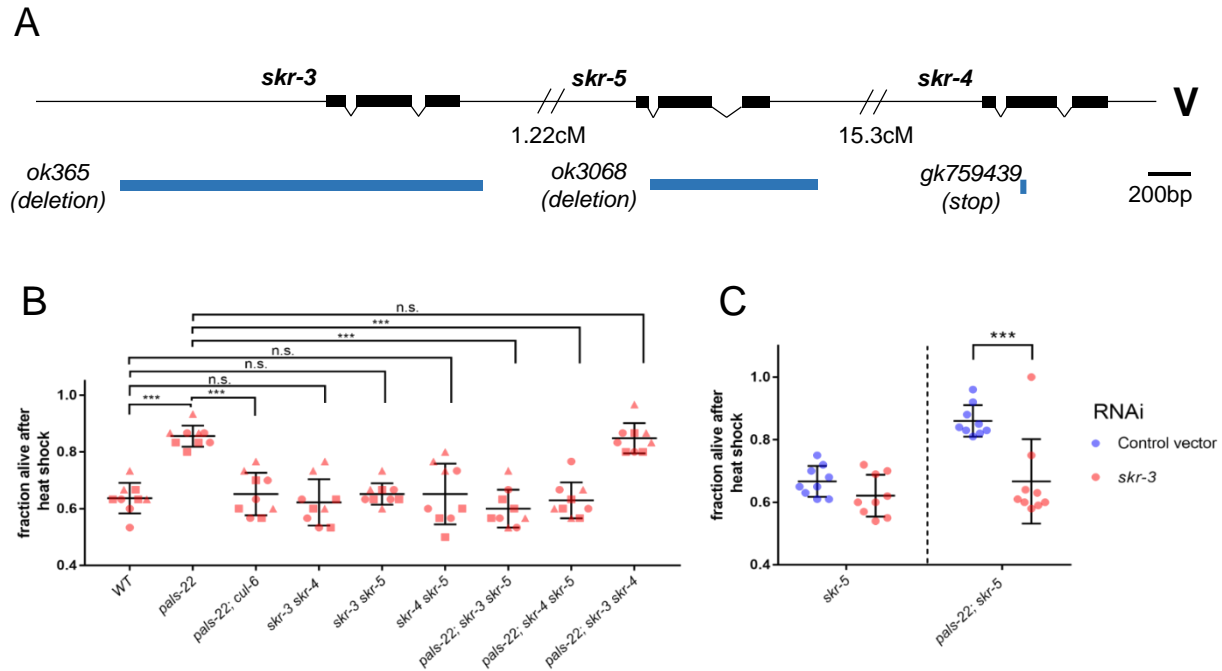 A
skr-3
skr-5
skr-4
V
1.22cM
15.3cM
ok365
(deletion)
ok3068
(deletion)
gk759439
(stop)
200bp
B
n.s.
***
***
n.s.
n.s.
n.s.
***
***
1.0
0.8
0.6
0.4
fraction alive after
heat shock
WT
pals-22
pals-22; cul-6
skr-3 skr-4
skr-3 skr-5
skr-4 skr-5
pals-22; skr-3 skr-5
pals-22; skr-4 skr-5
pals-22; skr-3 skr-4
C
***
1.0
0.8
0.6
0.4
fraction alive after
heat shock
skr-5
pals-22; skr-5
RNAi
Control vector
skr-3